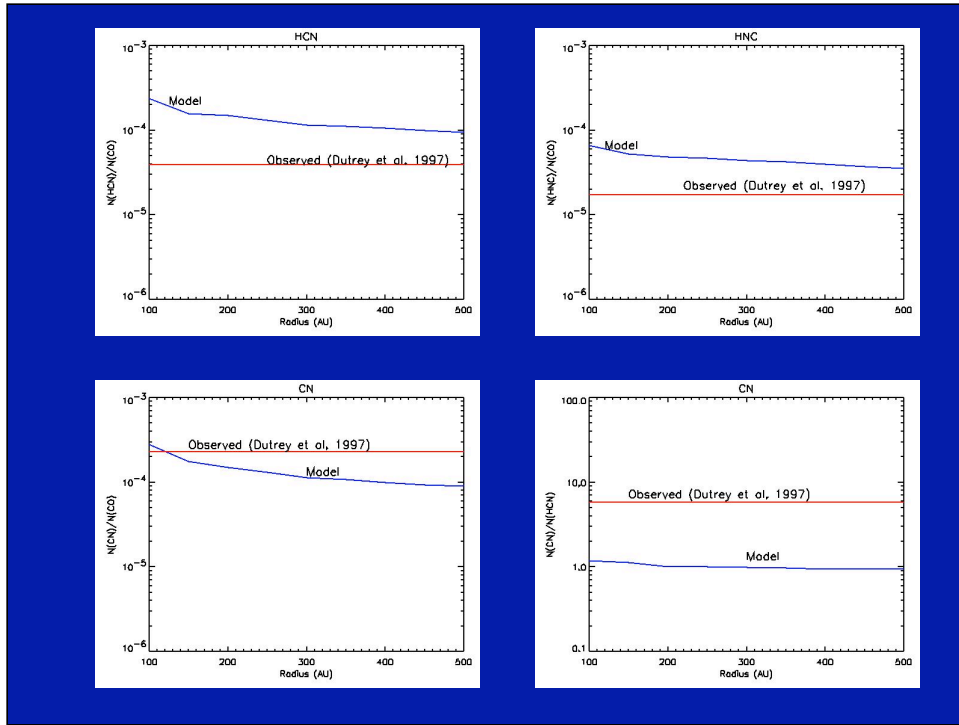 HCN
10⁻³
10⁻⁴
10⁻⁵
10⁻⁶
N(HCN)/N(CO)
Model
Observed (Dutrey et al, 1997)
100 200 300 400 500
Radius (AU)
HNC
10⁻³
10⁻⁴
10⁻⁵
10⁻⁶
N(HNC)/N(CO)
Model
Observed (Dutrey et al, 1997)
100 200 300 400 500
Radius (AU)
CN
10⁻³
10⁻⁴
10⁻⁵
10⁻⁶
N(CN)/N(CO)
Observed (Dutrey et al, 1997)
Model
100 200 300 400 500
Radius (AU)
CN
100.0
10.0
1.0
0.1
N(CN)/N(HCN)
Observed (Dutrey et al, 1997)
Model
100 200 300 400 500
Radius (AU)